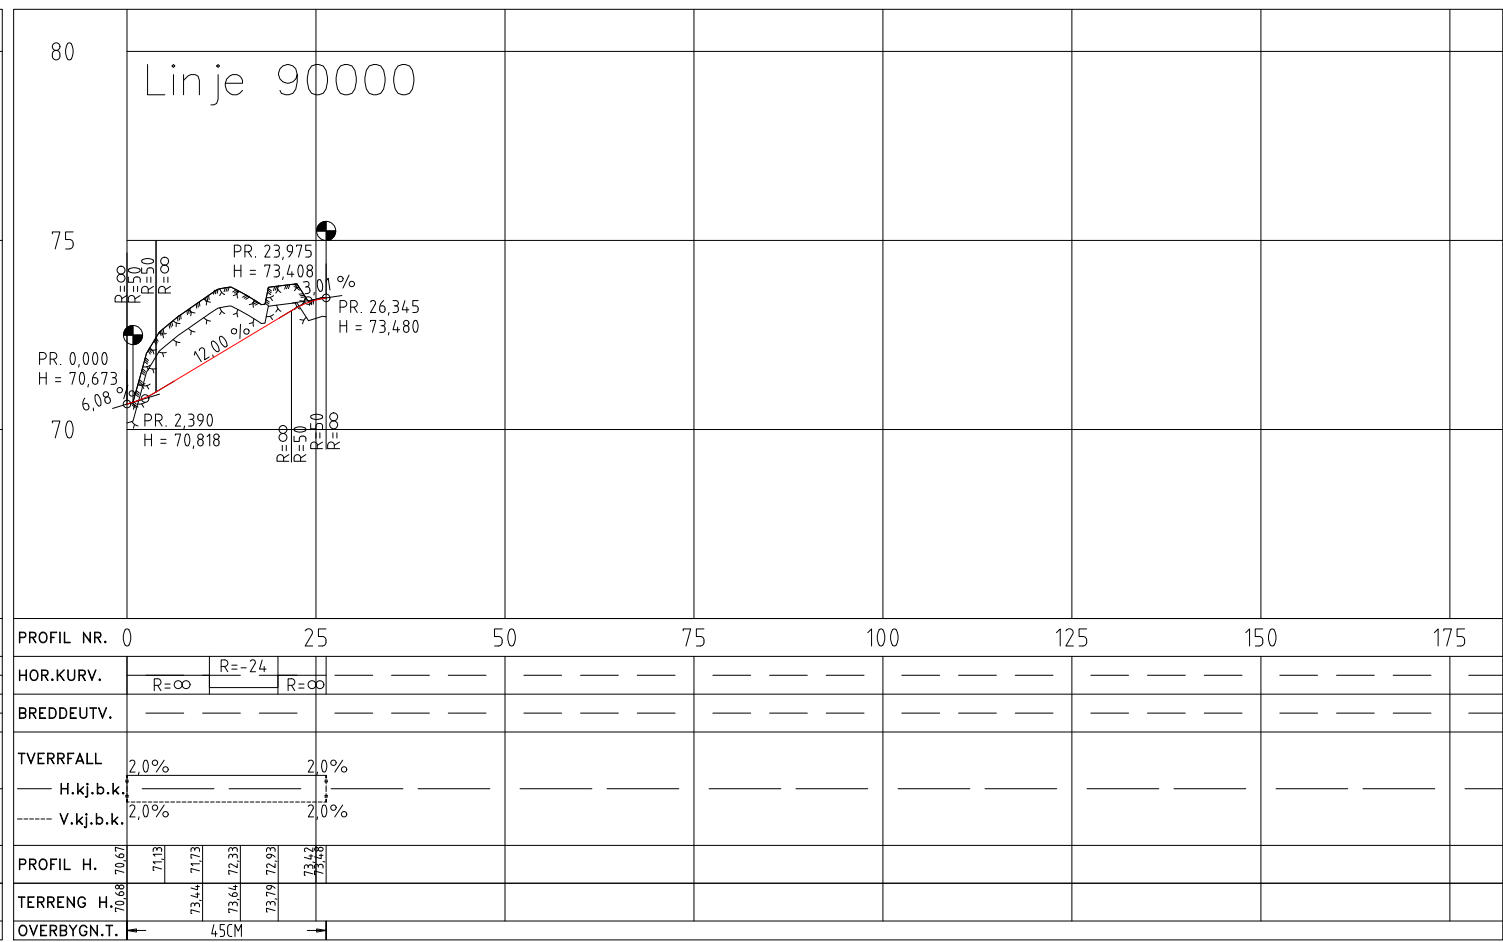 80
Linje 90000
75
PR. 23,975
H = 73,408
3,01 %
R=∞
R=50
R=50
R=∞
PR. 26,345
H = 73,480
12,00 %
PR. 0,000
H = 70,673
6,08 %
PR. 2,390
H = 70,818
70
R=∞
R=50
R=50
R=∞
PROFIL NR. 0 25 50 75 100 125 150 175
HOR.KURV. R=∞ R=-24 R=∞
BREDDEUTV.
TVERRFALL
2,0% 2,0%
H.kj.b.k.
2,0% 2,0%
V.kj.b.k.
PROFIL H. 70,67 71,13 71,73 72,33 72,93 73,42 73,48
TERRENG H. 70,68 73,44 73,64 73,79
OVERBYGN.T. 45CM